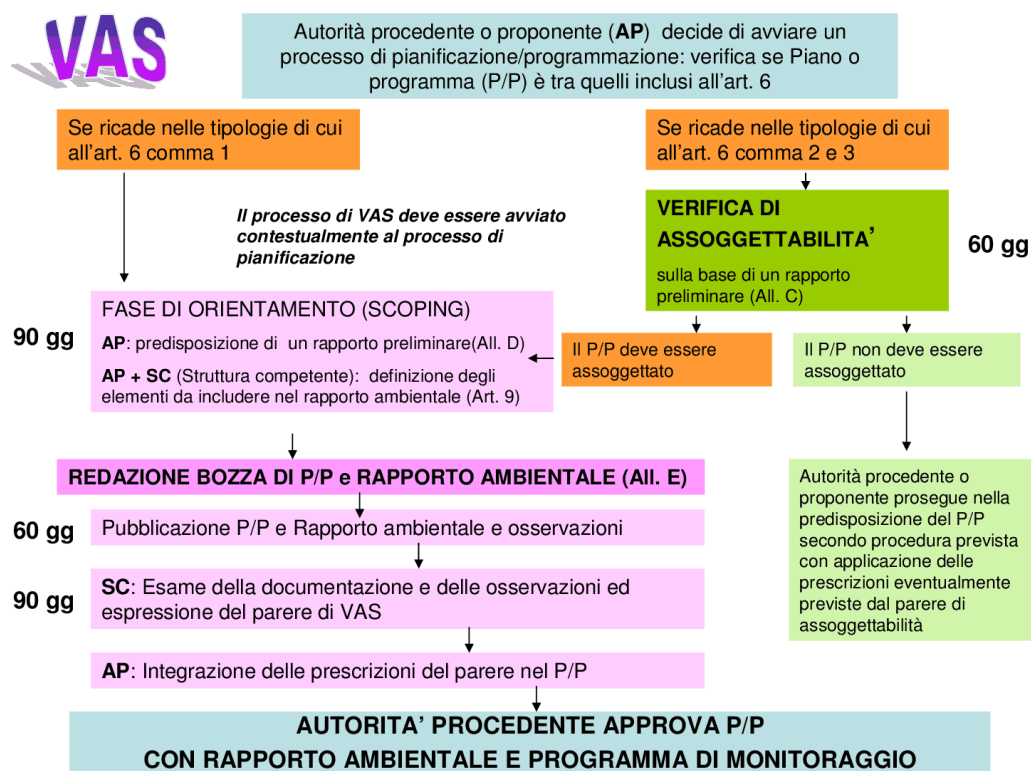 VAS
Autorità procedente o proponente (AP) decide di avviare un
processo di pianificazione/programmazione: verifica se Piano o
programma (P/P) è tra quelli inclusi all'art. 6
Se ricade nelle tipologie di cui
all'art. 6 comma 1
Se ricade nelle tipologie di cui
all'art. 6 comma 2 e 3
Il processo di VAS deve essere avviato
contestualmente al processo di
pianificazione
VERIFICA DI
ASSOGGETTABILITA'
sulla base di un rapporto
preliminare (All. C)
60 gg
90 gg
FASE DI ORIENTAMENTO (SCOPING)
AP: predisposizione di un rapporto preliminare(All. D)
AP + SC (Struttura competente): definizione degli
elementi da includere nel rapporto ambientale (Art. 9)
Il P/P deve essere
assoggettato
Il P/P non deve essere
assoggettato
REDAZIONE BOZZA DI P/P e RAPPORTO AMBIENTALE (All. E)
60 gg
Pubblicazione P/P e Rapporto ambientale e osservazioni
90 gg
SC: Esame della documentazione e delle osservazioni ed
espressione del parere di VAS
AP: Integrazione delle prescrizioni del parere nel P/P
Autorità procedente o
proponente prosegue nella
predisposizione del P/P
secondo procedura prevista
con applicazione delle
prescrizioni eventualmente
previste dal parere di
assoggettabilità
AUTORITA' PROCEDENTE APPROVA P/P
CON RAPPORTO AMBIENTALE E PROGRAMMA DI MONITORAGGIO